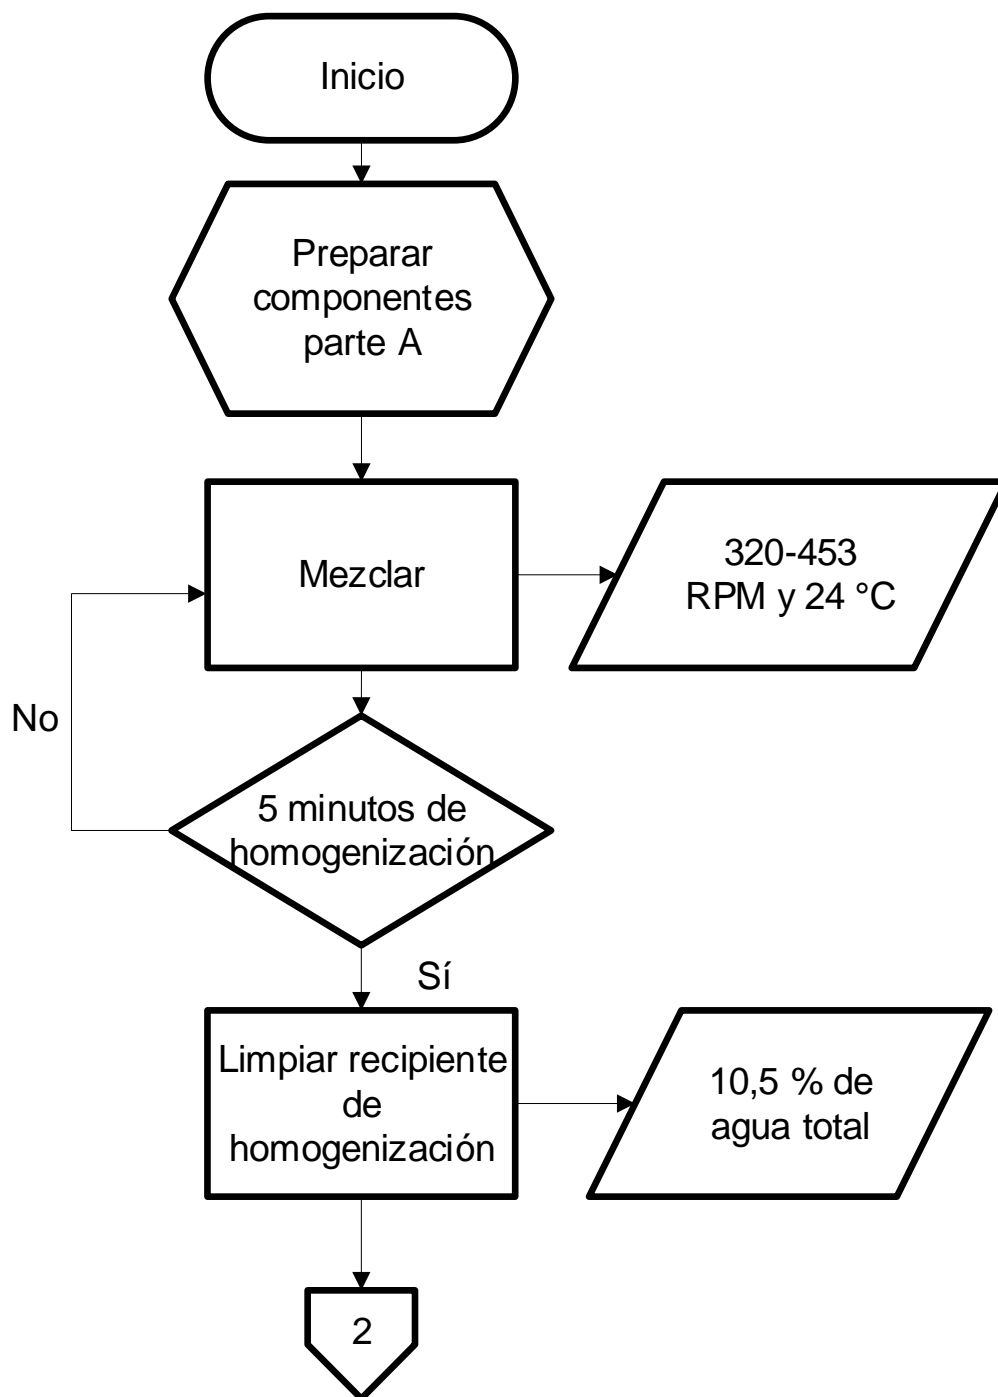 Inicio
Preparar
componentes
parte A
Mezclar
320-453
RPM y 24 °C
No
5 minutos de
homogenización
Sí
Limpiar recipiente
de
homogenización
10,5 % de
agua total
2